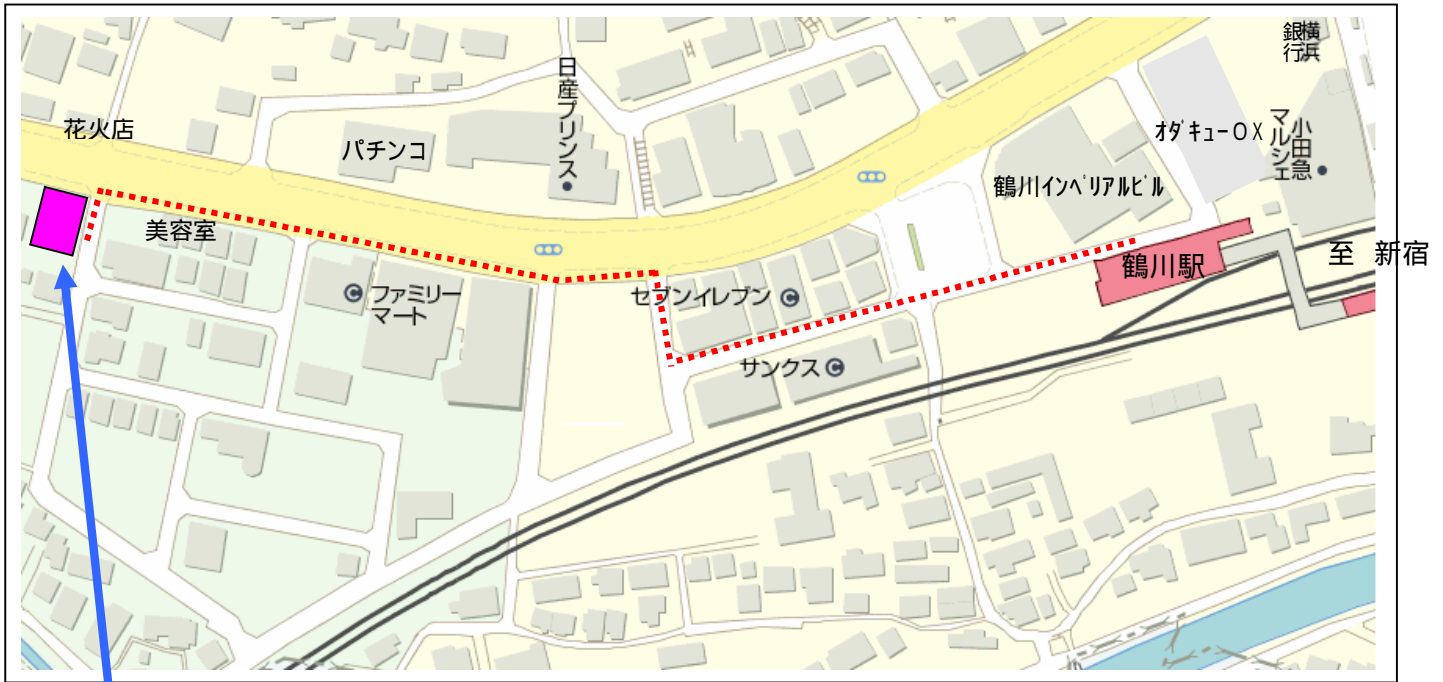 横浜
銀行
日産プリンス
花火店
パチンコ
オダキューOX
小田急
マルシェ
鶴川インペリアルビル
美容室
至 新宿
鶴川駅
ファミリー
マート
セブンイレブン
サンクス